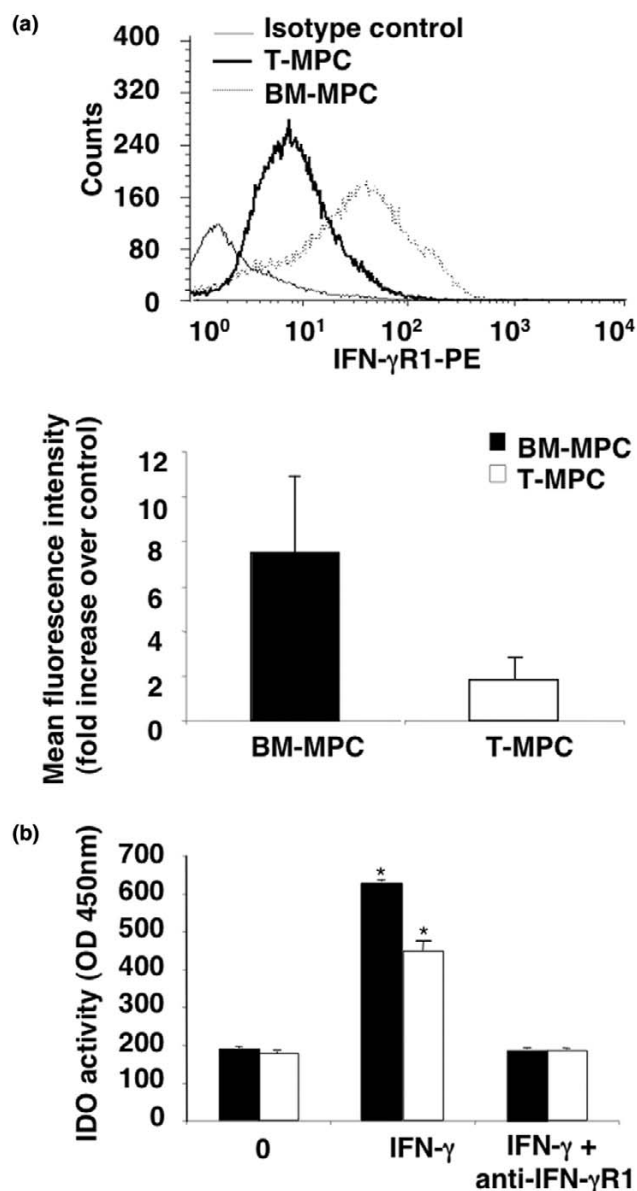 (a)
Isotype control
T-MPC
BM-MPC
400
320
240
160
80
0
Counts
10⁰ 10¹ 10² 10³ 10⁴
IFN-γR1-PE
BM-MPC
T-MPC
12
10
8
6
4
2
0
Mean fluorescence intensity
(fold increase over control)
BM-MPC T-MPC
(b)
700
600
500
400
300
200
100
0
IDO activity (OD 450nm)
* 
*
0 IFN-γ IFN-γ +
anti-IFN-γR1